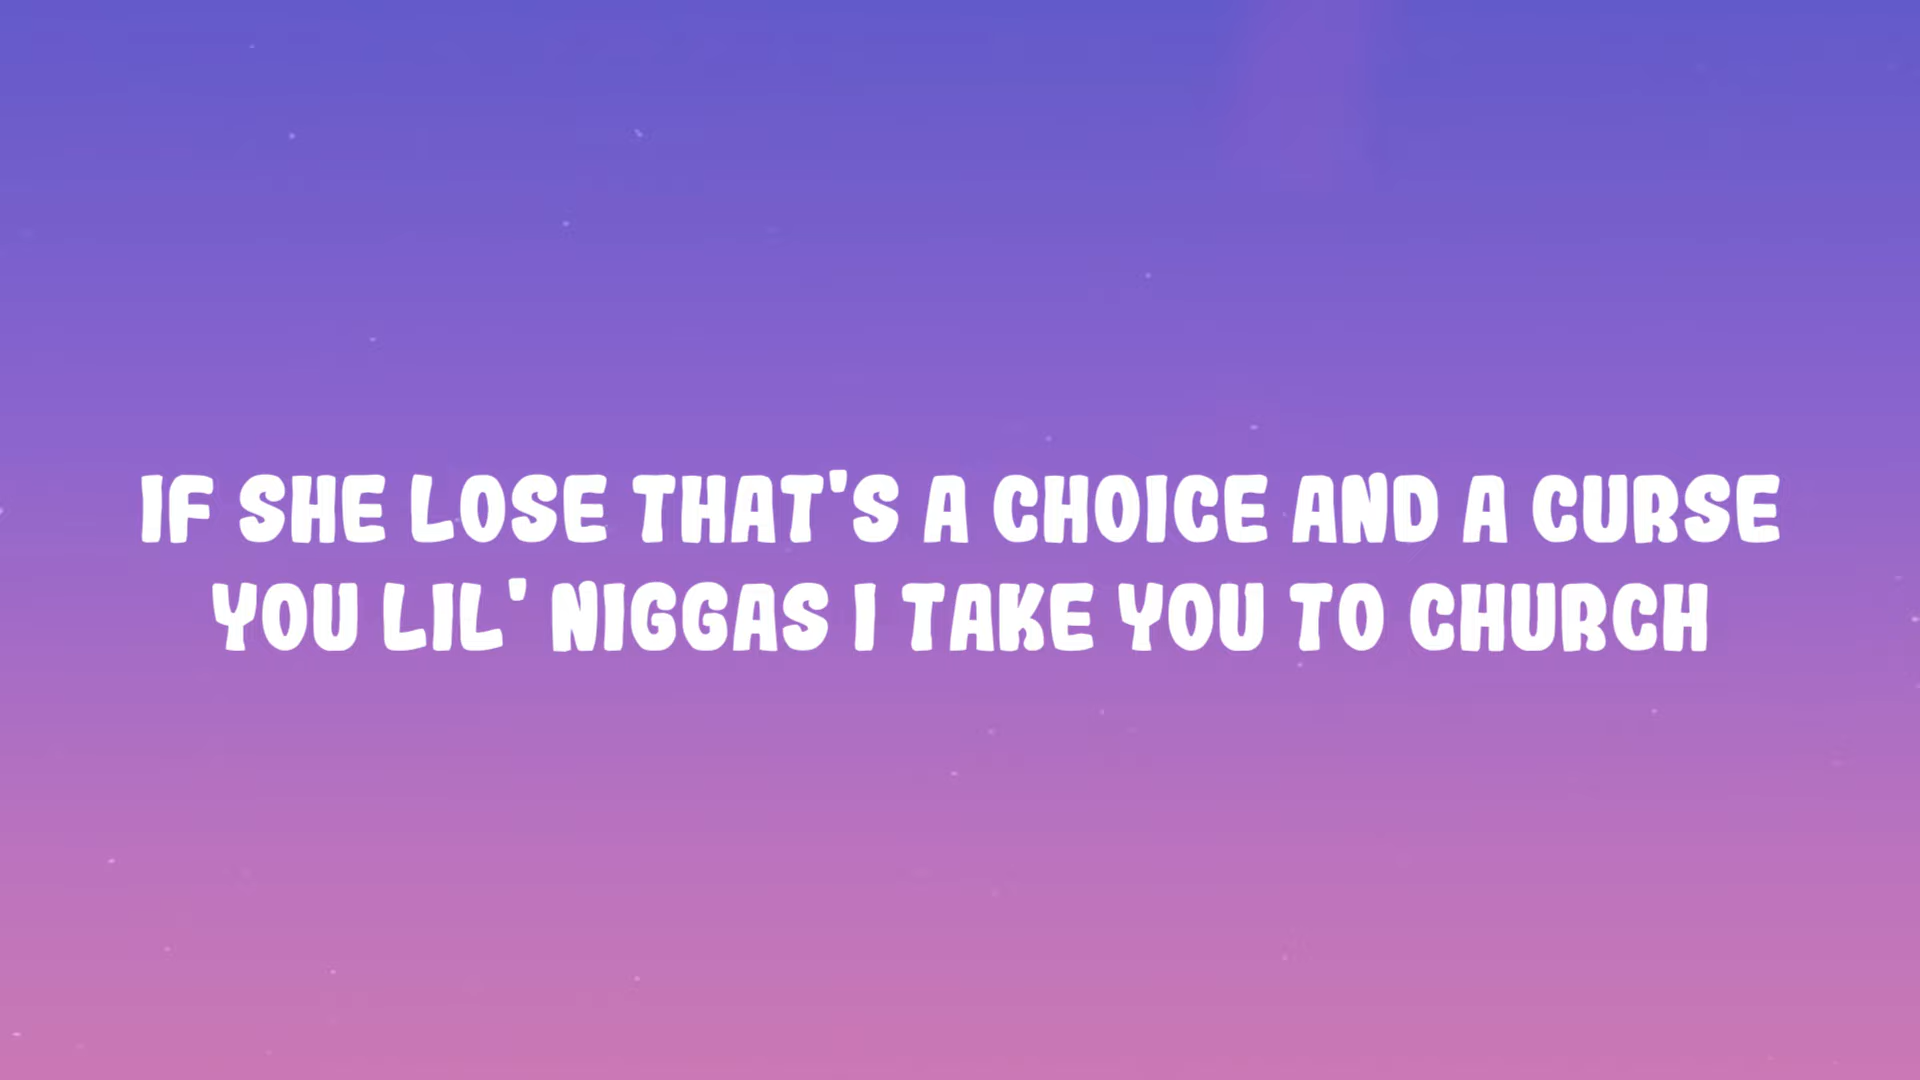 IF SHE LOSE THAT'S A CHOICE AND A CURSE
YOU LIL' NIGGAS I TAKE YOU TO CHURCH